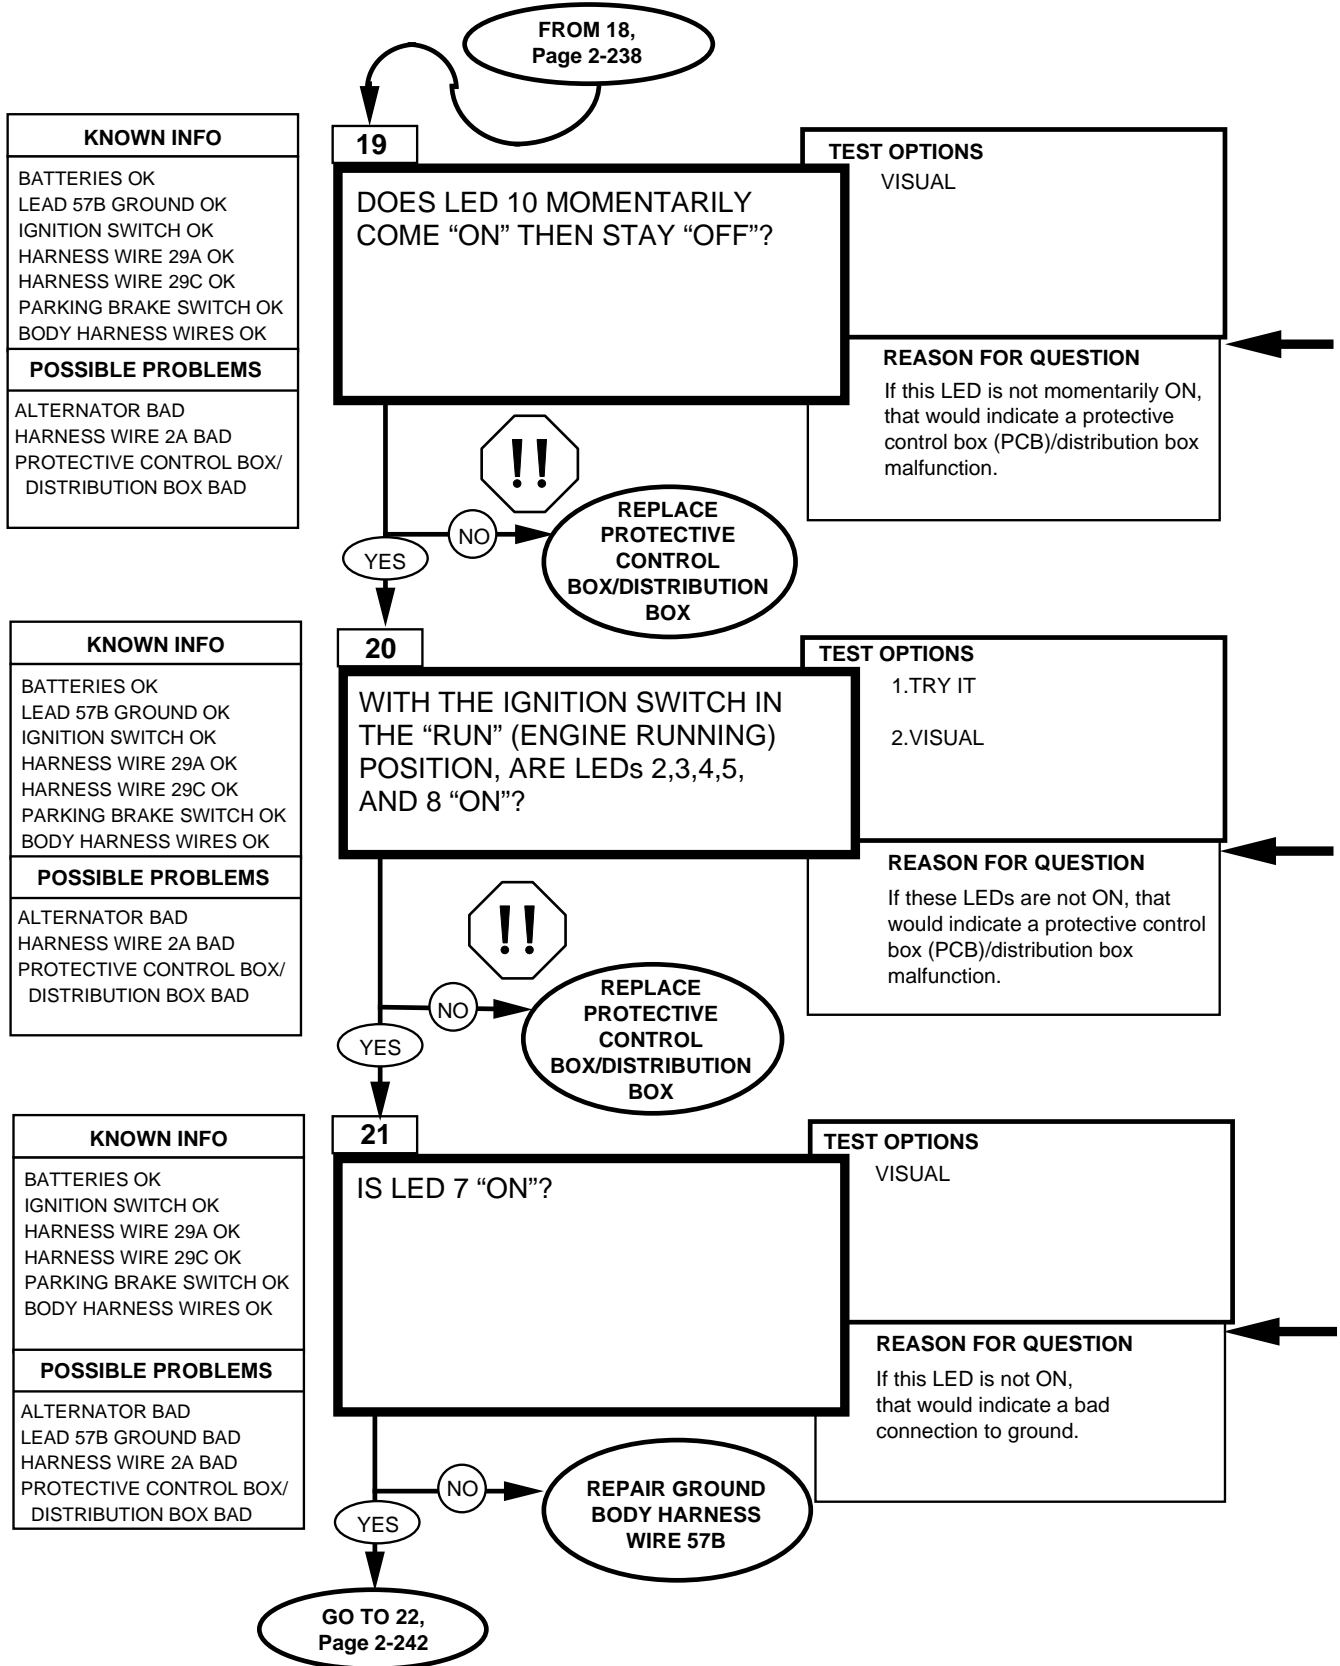 FROM 18,
Page 2-238
KNOWN INFO
BATTERIES OK
LEAD 57B GROUND OK
IGNITION SWITCH OK
HARNESS WIRE 29A OK
HARNESS WIRE 29C OK
PARKING BRAKE SWITCH OK
BODY HARNESS WIRES OK
POSSIBLE PROBLEMS
ALTERNATOR BAD
HARNESS WIRE 2A BAD
PROTECTIVE CONTROL BOX/
DISTRIBUTION BOX BAD
19
DOES LED 10 MOMENTARILY
COME “ON” THEN STAY “OFF”?
TEST OPTIONS
VISUAL
REASON FOR QUESTION
If this LED is not momentarily ON,
that would indicate a protective
control box (PCB)/distribution box
malfunction.
!!
NO
REPLACE
PROTECTIVE
CONTROL
BOX/DISTRIBUTION
BOX
YES
KNOWN INFO
BATTERIES OK
LEAD 57B GROUND OK
IGNITION SWITCH OK
HARNESS WIRE 29A OK
HARNESS WIRE 29C OK
PARKING BRAKE SWITCH OK
BODY HARNESS WIRES OK
POSSIBLE PROBLEMS
ALTERNATOR BAD
HARNESS WIRE 2A BAD
PROTECTIVE CONTROL BOX/
DISTRIBUTION BOX BAD
20
WITH THE IGNITION SWITCH IN
THE “RUN” (ENGINE RUNNING)
POSITION, ARE LEDs 2,3,4,5,
AND 8 “ON”?
TEST OPTIONS
1.TRY IT
2.VISUAL
REASON FOR QUESTION
If these LEDs are not ON, that
would indicate a protective control
box (PCB)/distribution box
malfunction.
!!
NO
REPLACE
PROTECTIVE
CONTROL
BOX/DISTRIBUTION
BOX
YES
KNOWN INFO
BATTERIES OK
IGNITION SWITCH OK
HARNESS WIRE 29A OK
HARNESS WIRE 29C OK
PARKING BRAKE SWITCH OK
BODY HARNESS WIRES OK
POSSIBLE PROBLEMS
ALTERNATOR BAD
LEAD 57B GROUND BAD
HARNESS WIRE 2A BAD
PROTECTIVE CONTROL BOX/
DISTRIBUTION BOX BAD
21
IS LED 7 “ON”?
TEST OPTIONS
VISUAL
REASON FOR QUESTION
If this LED is not ON,
that would indicate a bad
connection to ground.
NO
REPAIR GROUND
BODY HARNESS
WIRE 57B
YES
GO TO 22,
Page 2-242